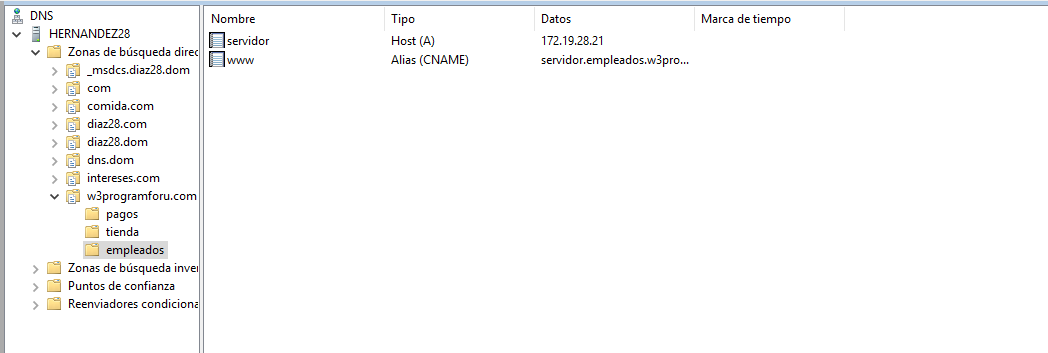 DNS
HERNANDEZ28
Zonas de búsqueda direc
_msdcs.diaz28.dom
com
comida.com
diaz28.com
diaz28.dom
dns.dom
intereses.com
w3programforu.com
pagos
tienda
empleados
Zonas de búsqueda inver
Puntos de confianza
Reenviadores condiciona
Nombre Tipo Datos Marca de tiempo
servidor Host (A) 172.19.28.21
www Alias (CNAME) servidor.empleados.w3pro...